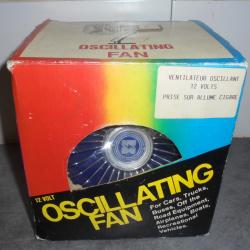 OSCILLATING
FAN
VENTILATEUR OSCILLANT
12 VOLTS
PRISE SUR ALLUME CIGARE
12 VOLT
OSCILLATING
FAN
For Cars, Trucks,
Buses, Off the
Road Equipment,
Airplanes, Boats,
Recreational
Vehicles.